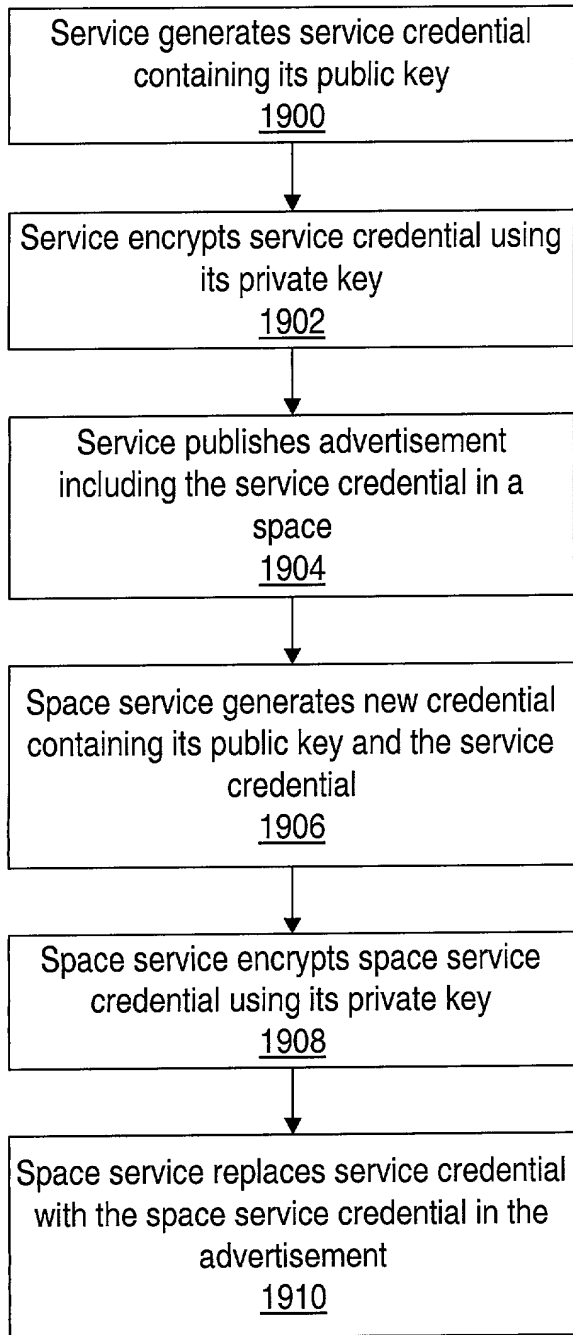 Service generates service credential
containing its public key
1900
Service encrypts service credential using
its private key
1902
Service publishes advertisement
including the service credential in a
space
1904
Space service generates new credential
containing its public key and the service
credential
1906
Space service encrypts space service
credential using its private key
1908
Space service replaces service credential
with the space service credential in the
advertisement
1910